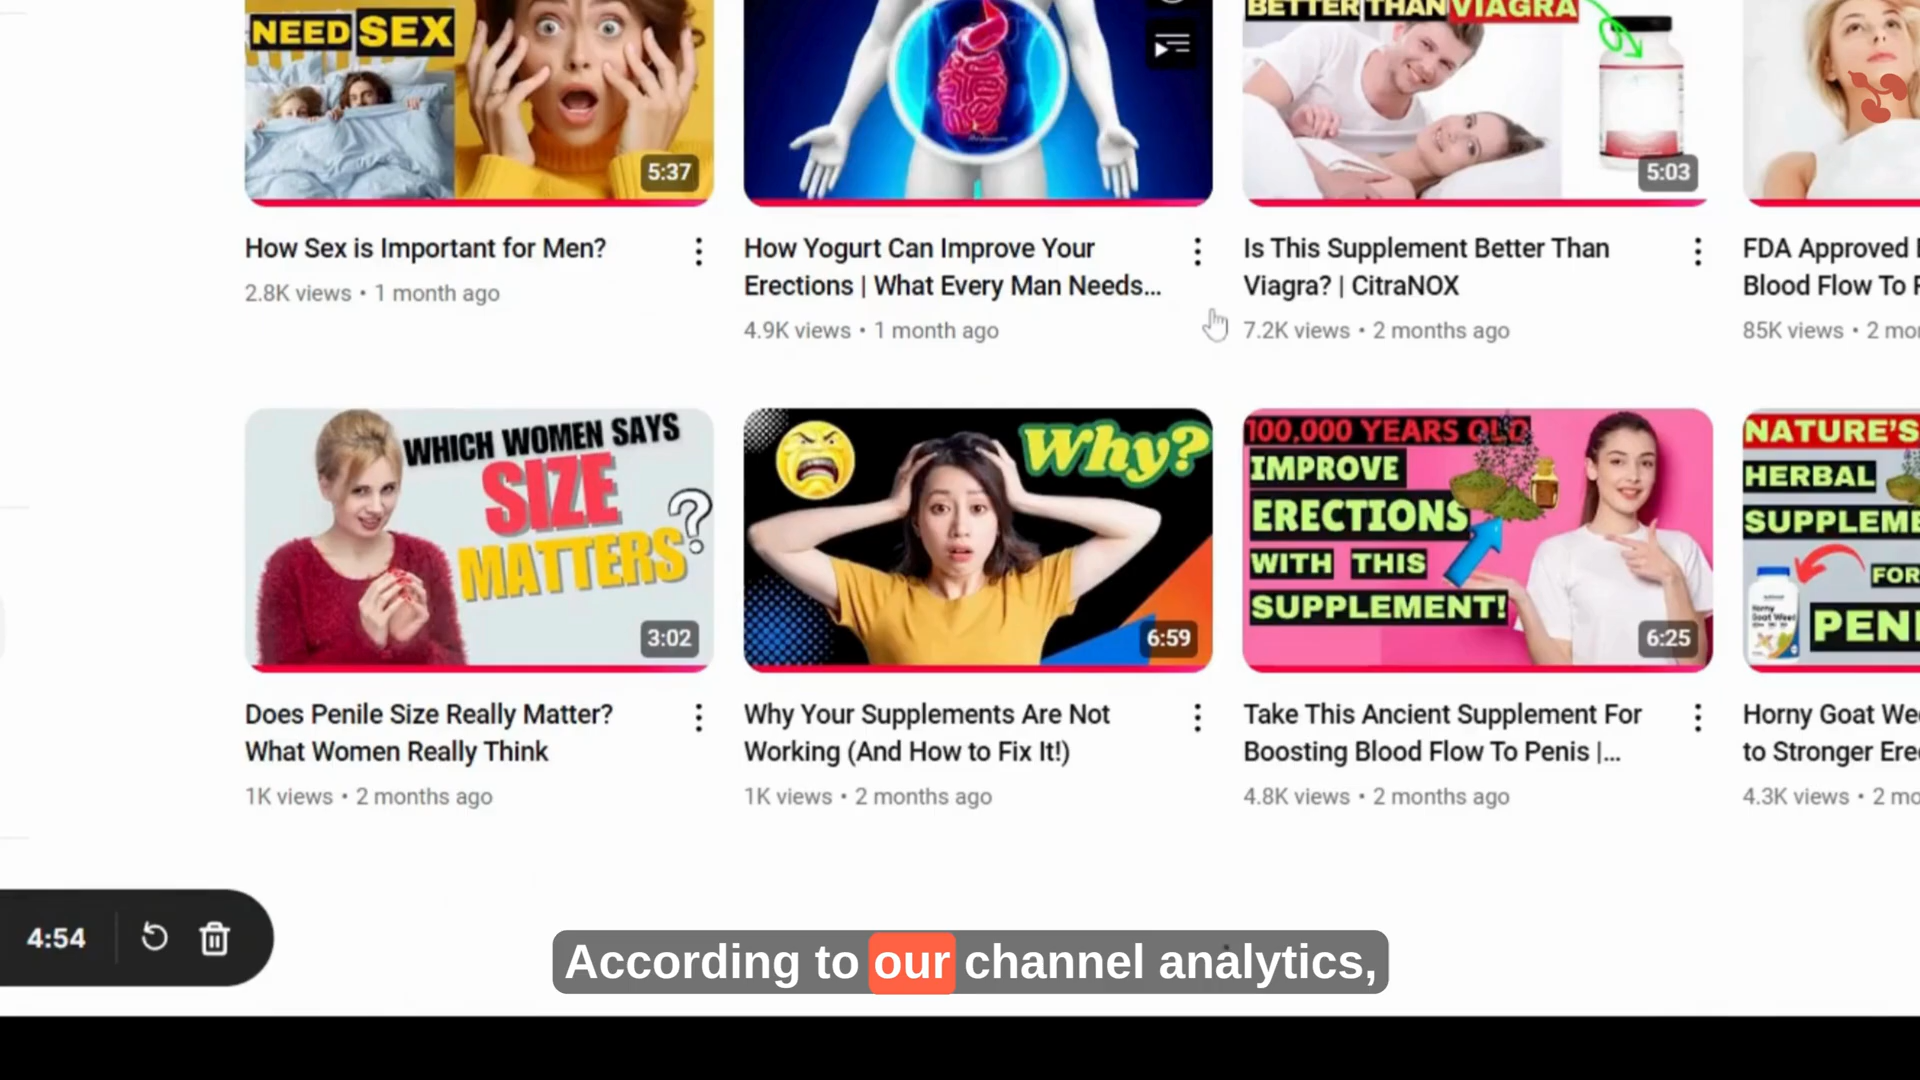 NEED SEX
BETTER THAN VIAGRA
5:37
5:03
How Sex is Important for Men?
2.8K views • 1 month ago
How Yogurt Can Improve Your
Erections | What Every Man Needs...
4.9K views • 1 month ago
Is This Supplement Better Than
Viagra? | CitraNOX
7.2K views • 2 months ago
FDA Approved
Blood Flow To
85K views • 2 mo
WHICH WOMEN SAYS
SIZE
MATTERS?
3:02
Why?
6:59
100,000 YEARS OLD
IMPROVE
ERECTIONS
WITH THIS
SUPPLEMENT!
6:25
NATURE'S
HERBAL
SUPPLEME
FOR
Horny
Goat Weed
PENI
Does Penile Size Really Matter?
What Women Really Think
1K views • 2 months ago
Why Your Supplements Are Not
Working (And How to Fix It!)
1K views • 2 months ago
Take This Ancient Supplement For
Boosting Blood Flow To Penis |...
4.8K views • 2 months ago
Horny Goat We
to Stronger Ere
4.3K views • 2 mo
4:54
According to our channel analytics,